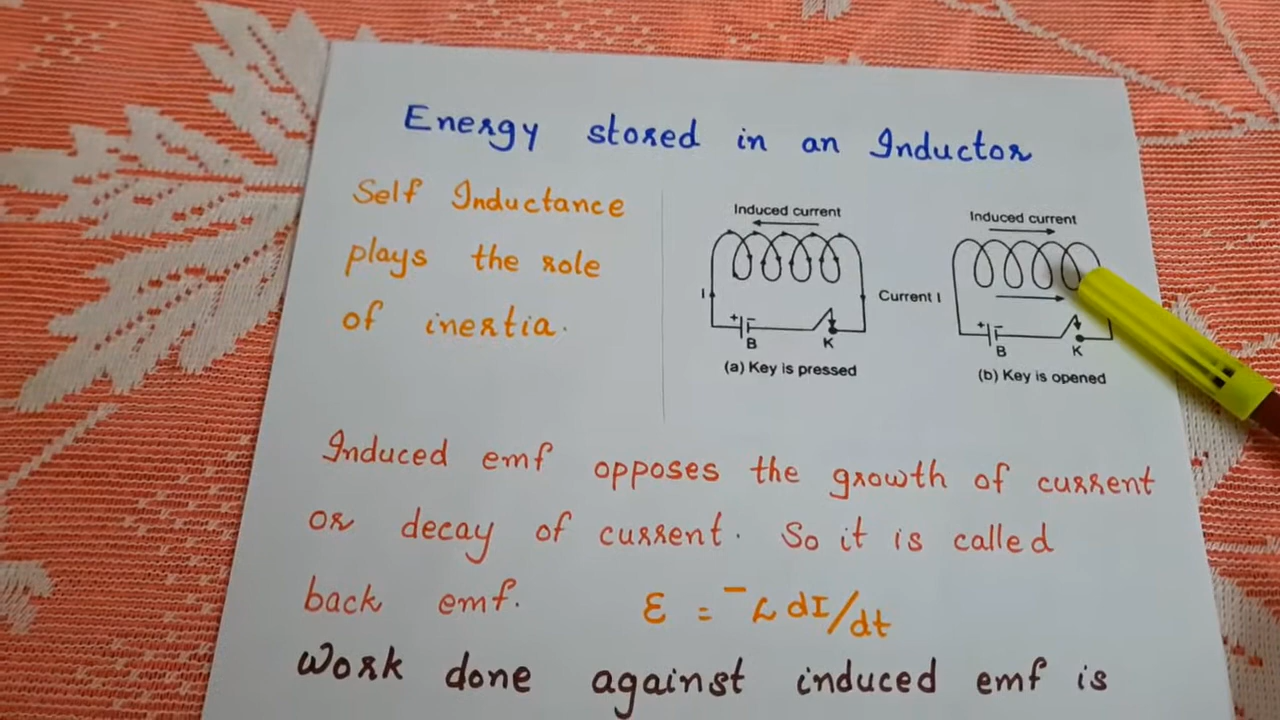 Energy stored in an Inductor
Self Inductance
plays the role
of inertia.
Induced current
I
+ -
B
K
(a) Key is pressed
Induced current
Current I
+ -
B
K
(b) Key is opened
Induced emf opposes the growth of current
or decay of current. So it is called
back emf. Ɛ = -L dI/dt
Work done against induced emf is